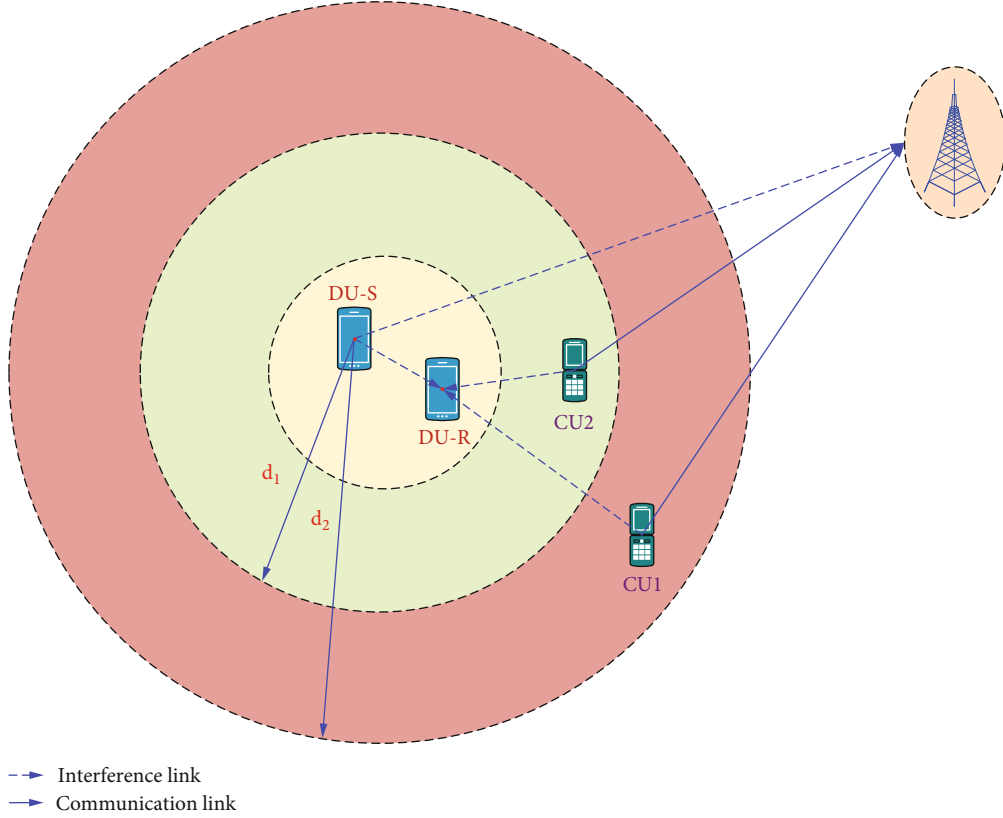 DU-S
DU-R
CU2
d1
d2
CU1
Interference link
Communication link